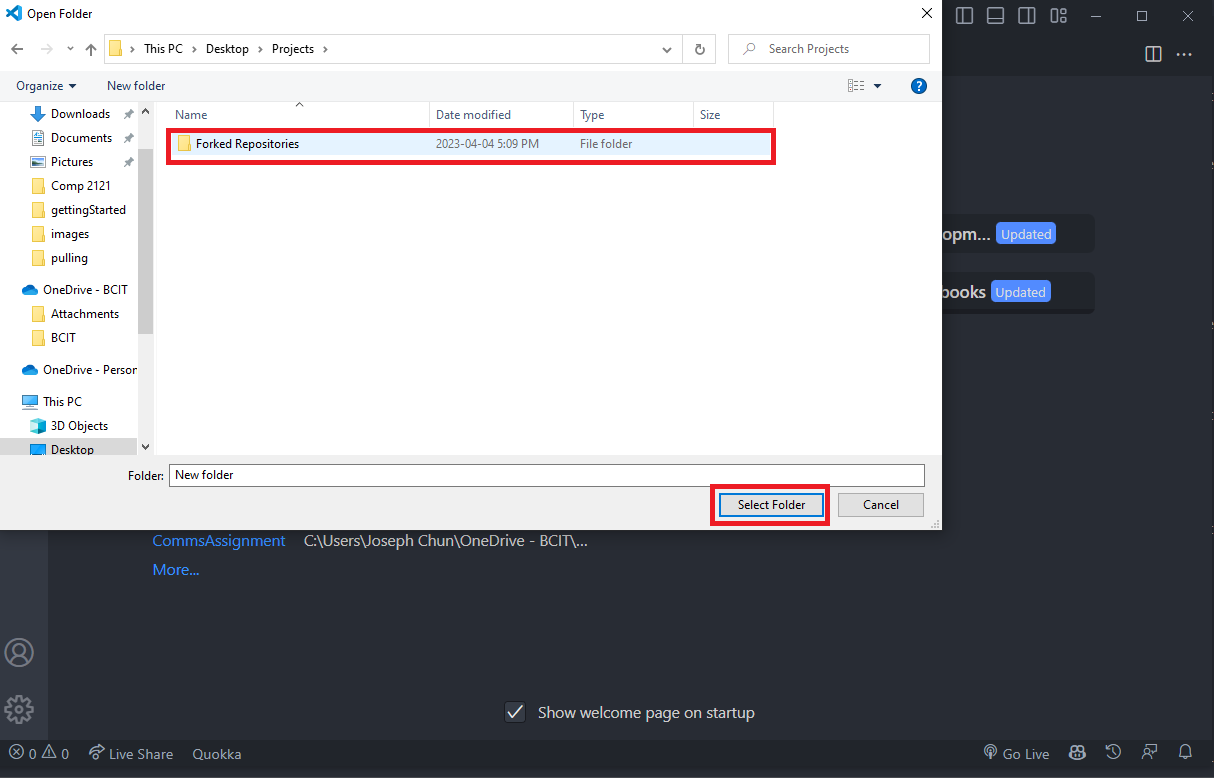 Open Folder
This PC > Desktop > Projects >
Search Projects
Organize
New folder
?
Name
Date modified
Type
Size
Forked Repositories
2023-04-04 5:09 PM
File folder
Downloads
Documents
Pictures
Comp 2121
gettingStarted
images
pulling
OneDrive - BCIT
Attachments
BCIT
OneDrive - Person
This PC
3D Objects
Desktop
Folder:
New folder
Select Folder
Cancel
opm... Updated
books Updated
CommsAssignment C:\Users\Joseph Chun\OneDrive - BCIT\...
More...
Show welcome page on startup
0 0 Live Share Quokka
Go Live